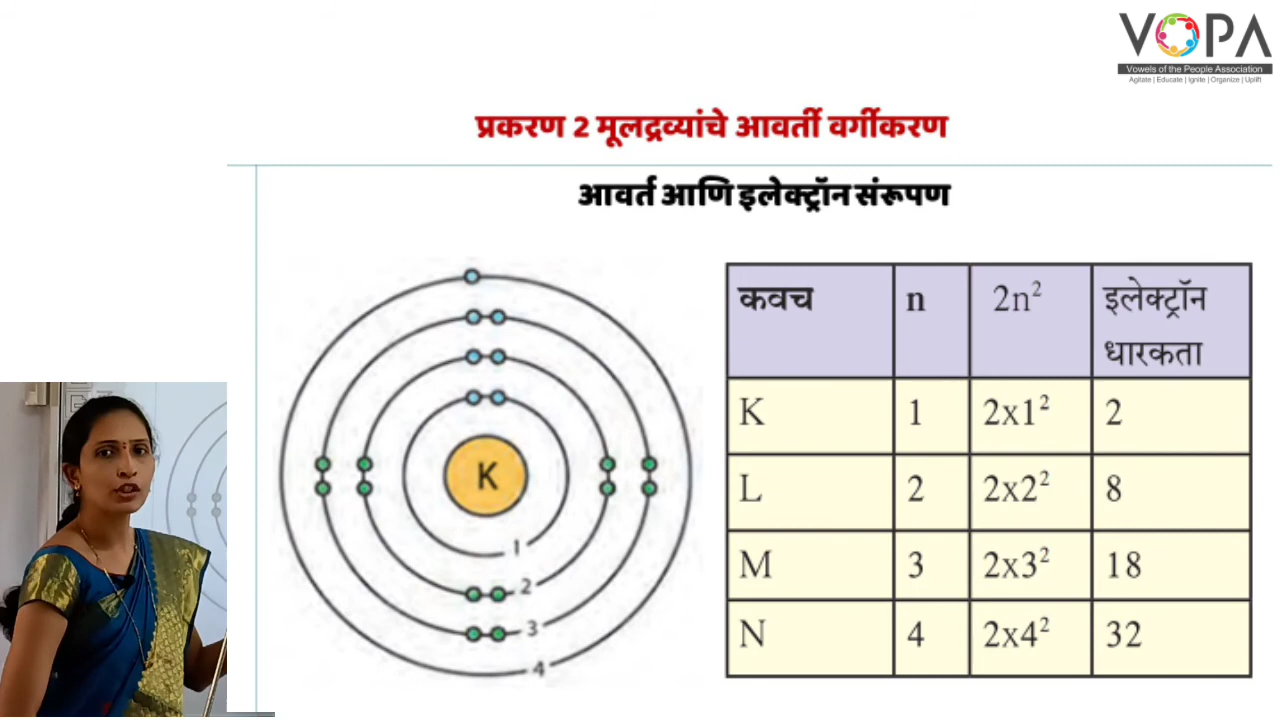 VOPA
Vowels of the People Association
Agitate | Educate | Ignite | Organize | Uplift
प्रकरण 2 मूलद्रव्यांचे आवर्ती वर्गीकरण
आवर्त आणि इलेक्ट्रॉन संरूपण
K
1
2
3
4
कवच n 2n² इलेक्ट्रॉन धारकता
K 1 2x1² 2
L 2 2x2² 8
M 3 2x3² 18
N 4 2x4² 32